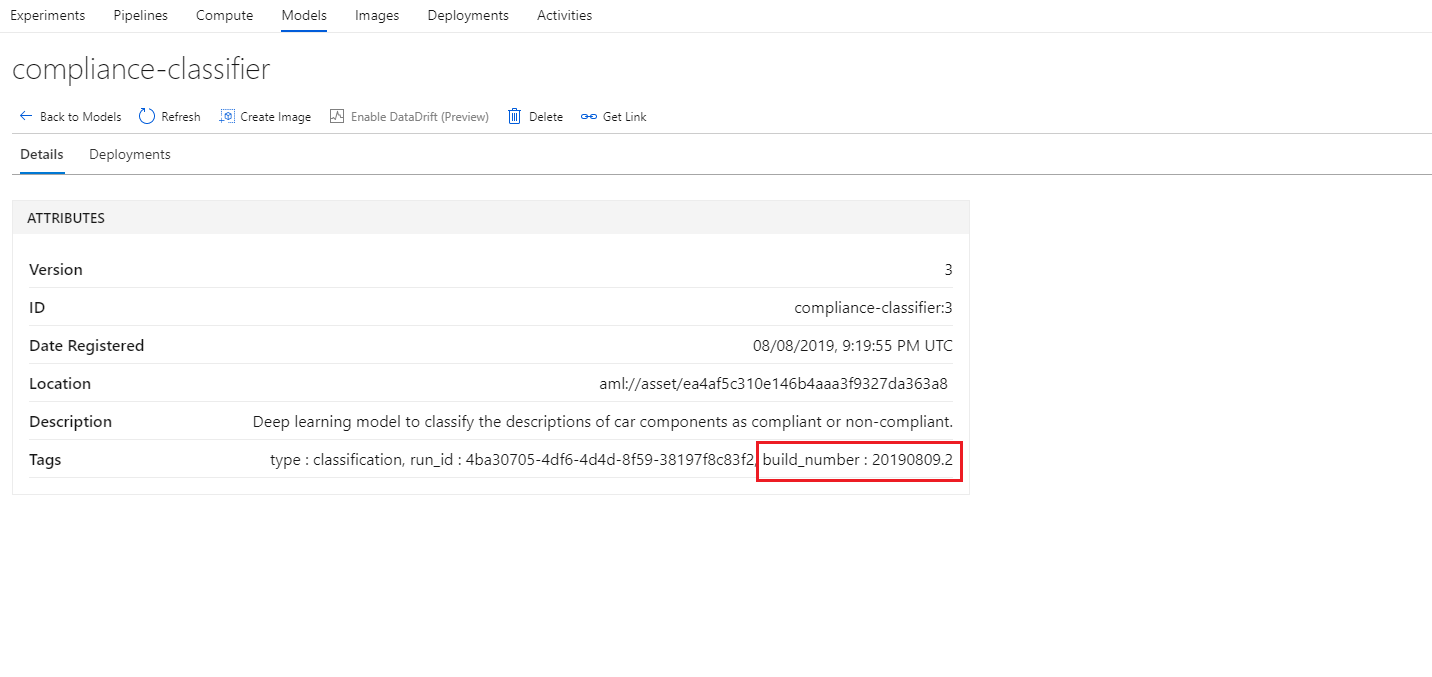 Experiments Pipelines Compute Models Images Deployments Activities
compliance-classifier
Back to Models Refresh Create Image Enable DataDrift (Preview) Delete Get Link
Details Deployments
ATTRIBUTES
Version 3
ID compliance-classifier:3
Date Registered 08/08/2019, 9:19:55 PM UTC
Location aml://asset/ea4af5c310e146b4aaa3f9327da363a8
Description Deep learning model to classify the descriptions of car components as compliant or non-compliant.
Tags type : classification, run_id : 4ba30705-4df6-4d4d-8f59-38197f8c83f2, build_number : 20190809.2